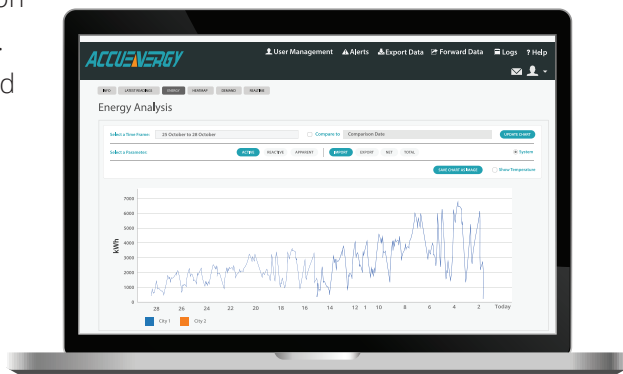 on
.
d
ACCUENERGY
User Management Alerts Export Data Forward Data Logs ? Help
INFO LATEST READINGS ENERGY HEATMAP DEMAND REALTIME
Energy Analysis
Select a Time Frame: 25 October to 28 October Compare to Comparison Date UPDATE CHART
Select a Parameter ACTIVE REACTIVE APPARENT IMPORT EXPORT NET TOTAL System
SAVE CHART AS IMAGE Show Temperature
kWh
7000
6000
5000
4000
3000
2000
1000
0
28 26 24 22 20 18 16 14 12 1 10 8 6 4 2 Today
City 1 City 2